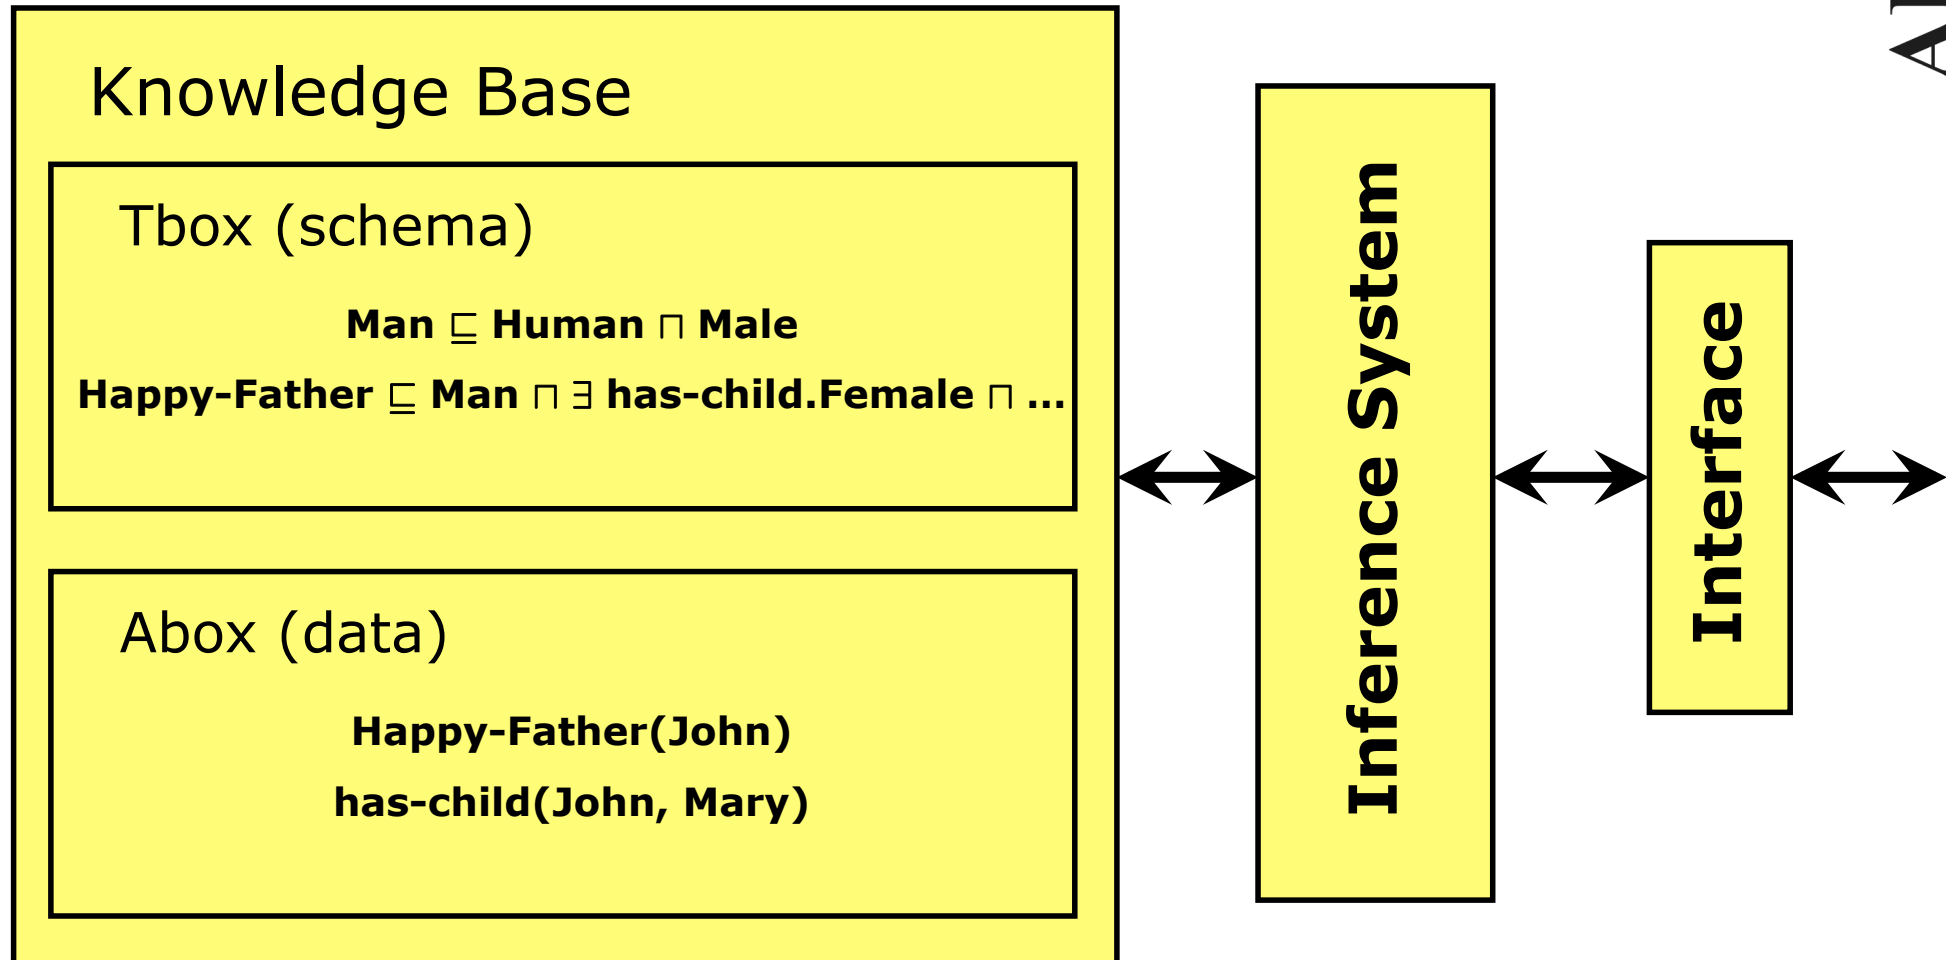 Knowledge Base
Tbox (schema)
Man ⊑ Human ⊓ Male
Happy-Father ⊑ Man ⊓ ∃ has-child.Female ⊓ ...
Abox (data)
Happy-Father(John)
has-child(John, Mary)
Inference System
Interface